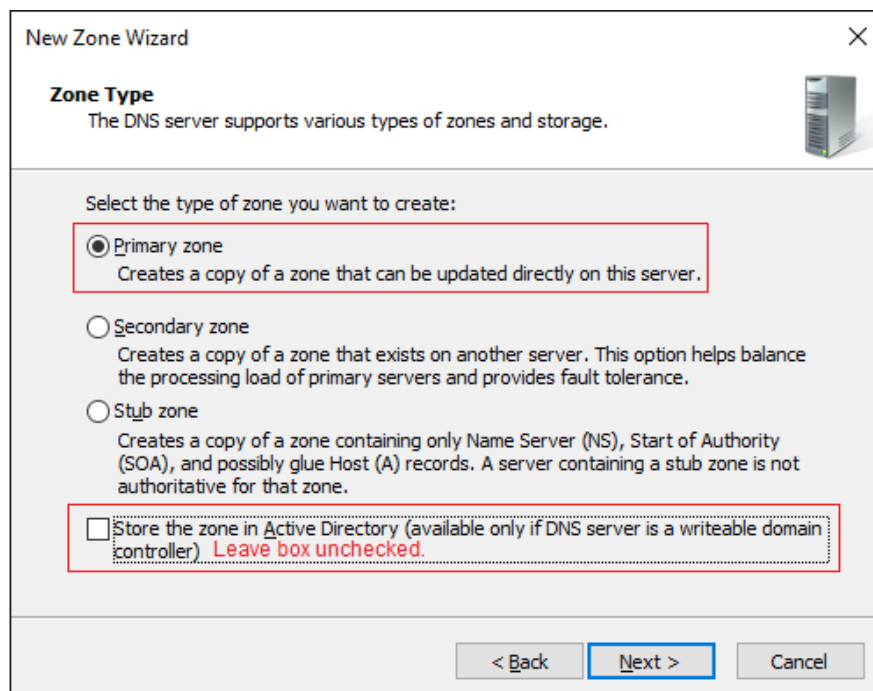 New Zone Wizard
Zone Type
The DNS server supports various types of zones and storage.
Select the type of zone you want to create:
Primary zone
Creates a copy of a zone that can be updated directly on this server.
Secondary zone
Creates a copy of a zone that exists on another server. This option helps balance
the processing load of primary servers and provides fault tolerance.
Stub zone
Creates a copy of a zone containing only Name Server (NS), Start of Authority
(SOA), and possibly glue Host (A) records. A server containing a stub zone is not
authoritative for that zone.
Store the zone in Active Directory (available only if DNS server is a writeable domain
controller) Leave box unchecked.
< Back Next > Cancel